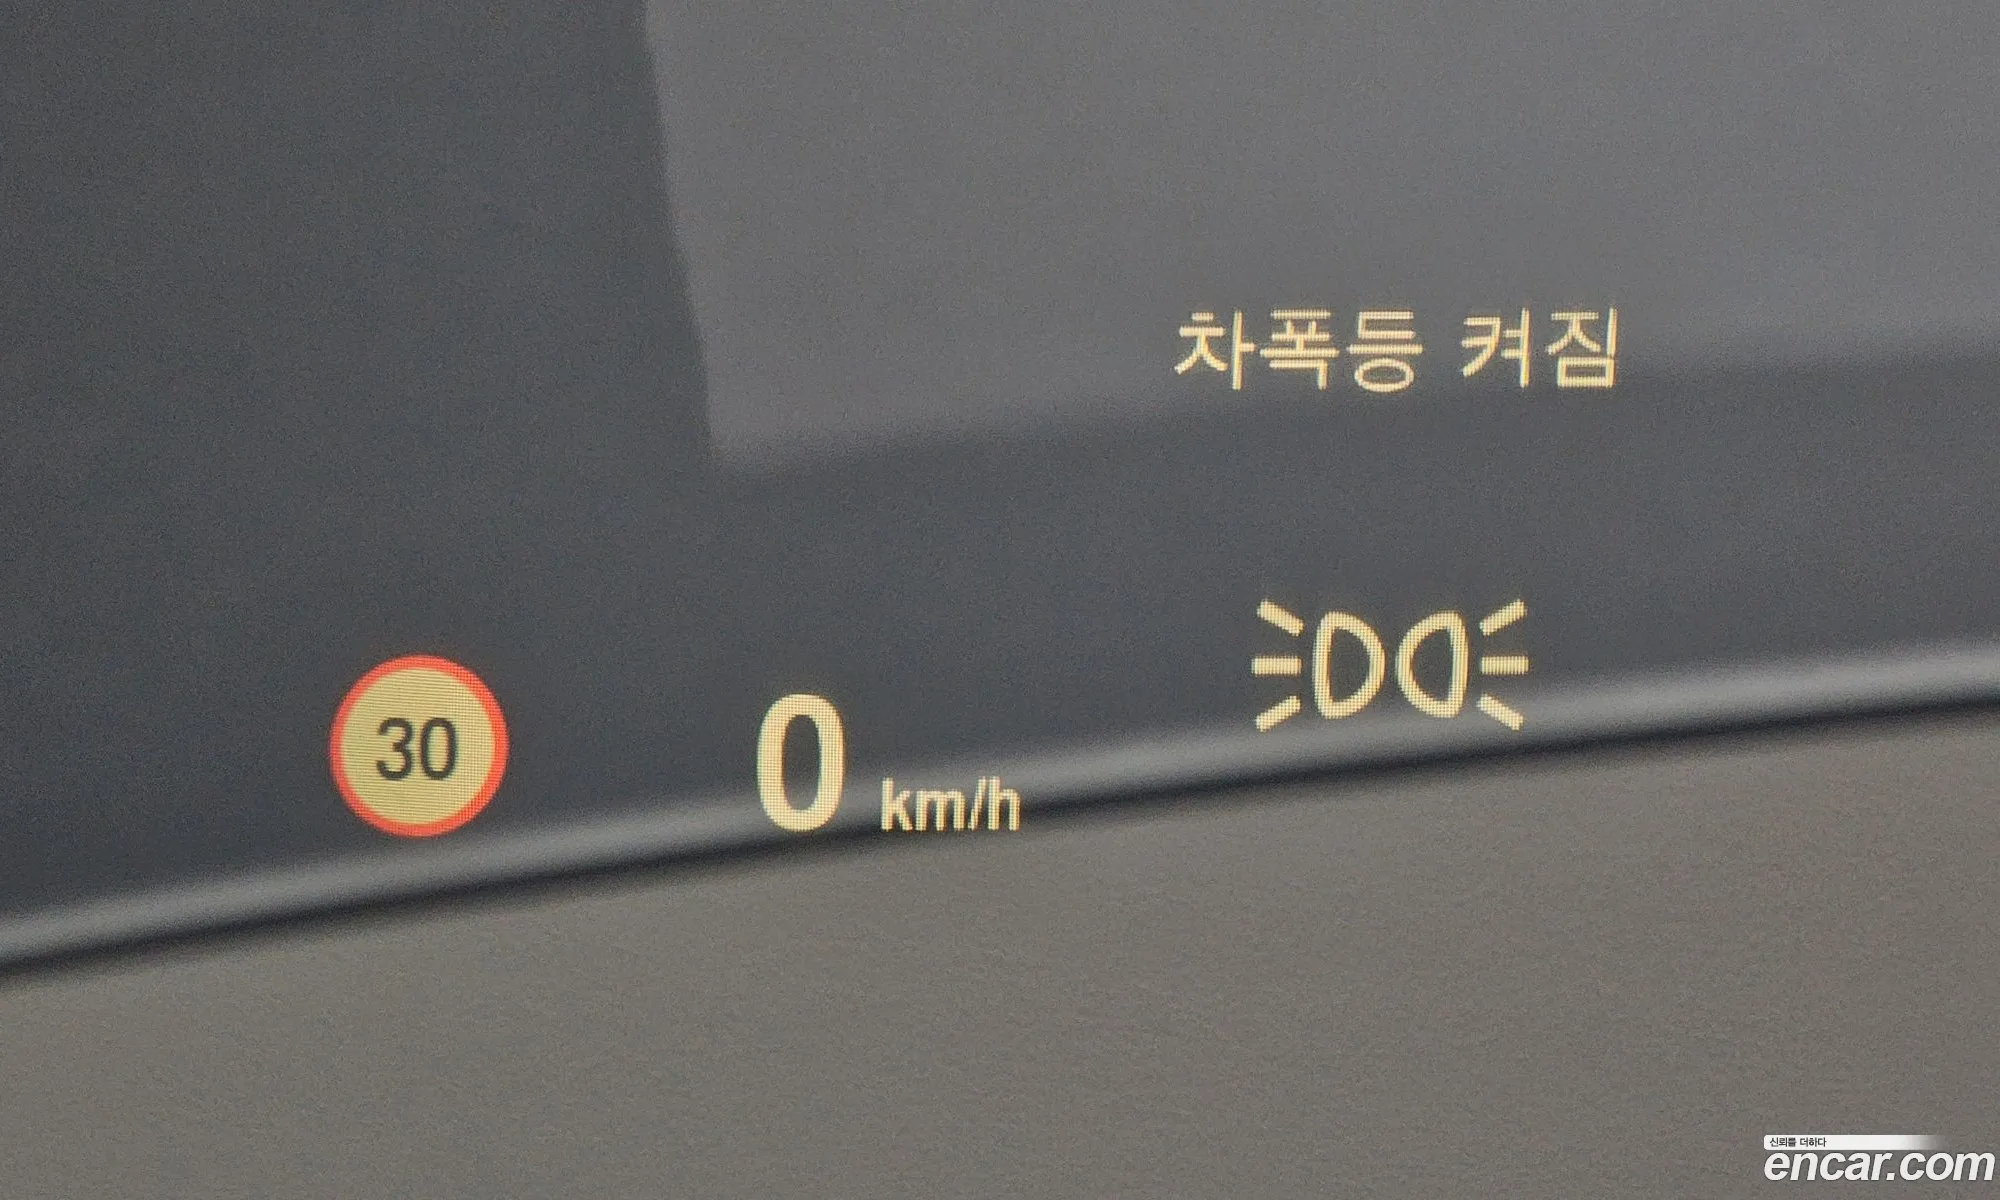 차폭등 켜짐
30
0 km/h
신뢰를 더하다
encar.com